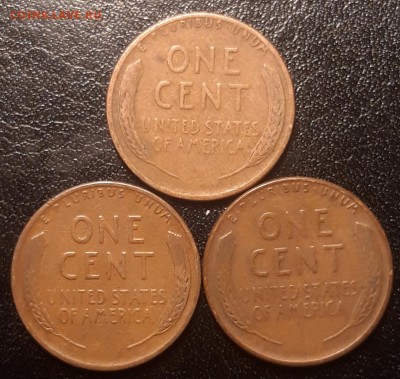 E PLURIBUS UNUM
ONE
CENT
UNITED STATES
OF AMERICA
E PLURIBUS UNUM
ONE
CENT
UNITED STATES
OF AMERICA
E PLURIBUS UNUM
ONE
CENT
UNITED STATES
OF AMERICA